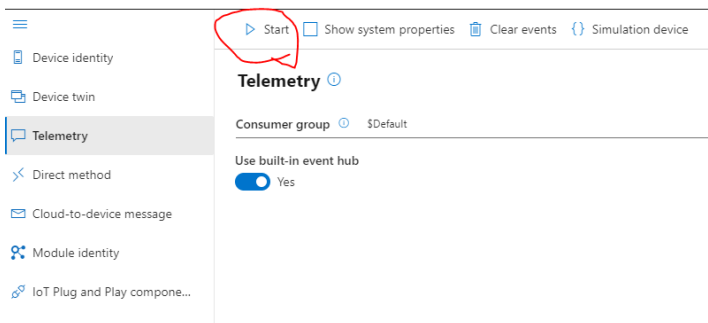 Start Show system properties Clear events {} Simulation device
Device identity
Device twin
Telemetry
Direct method
Cloud-to-device message
Module identity
IoT Plug and Play compone...
Telemetry
Consumer group $Default
Use built-in event hub
Yes